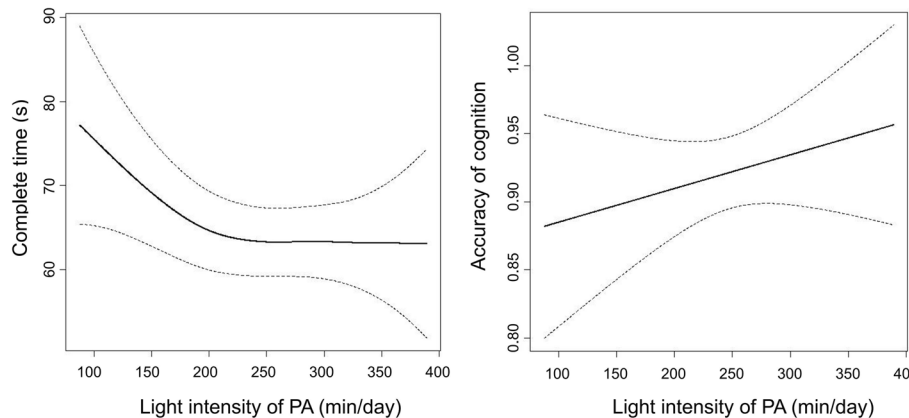 90
80
70
60
Complete time (s)
100 150 200 250 300 350 400
Light intensity of PA (min/day)
1.00
0.95
0.90
0.85
0.80
Accuracy of cognition
100 150 200 250 300 350 40
Light intensity of PA (min/day)